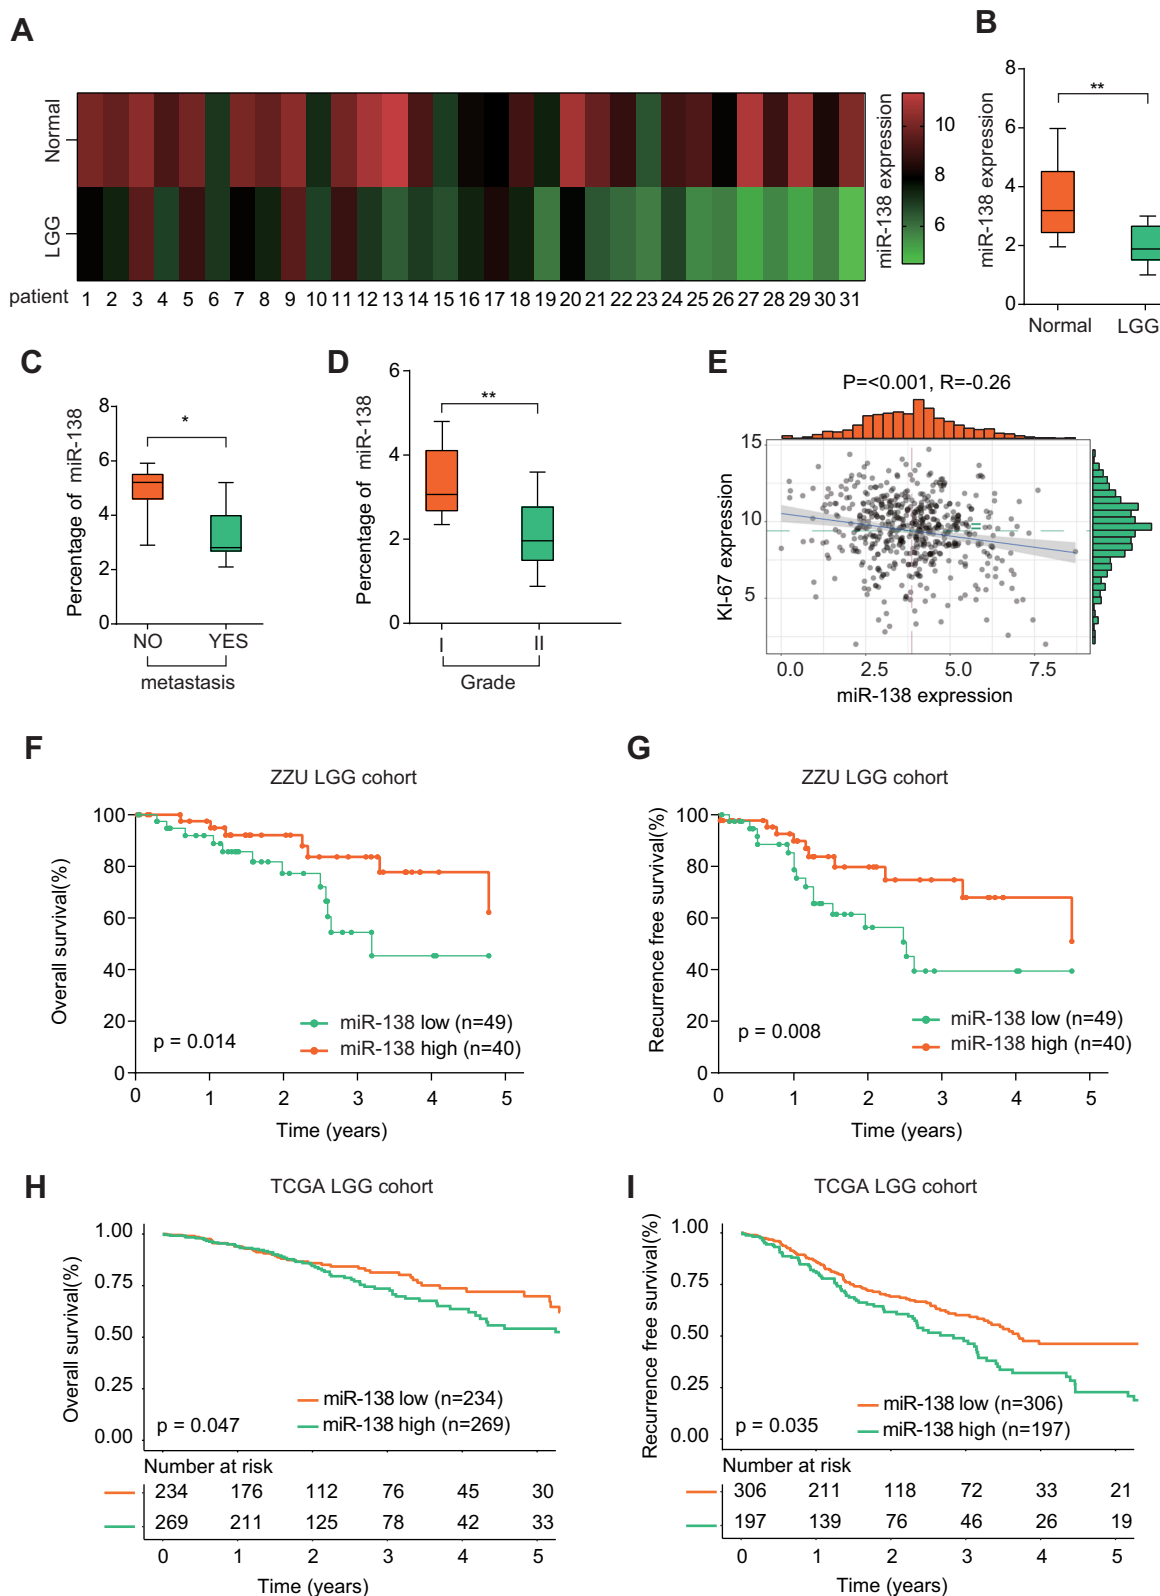 A
Normal
LGG
patient 1 2 3 4 5 6 7 8 9 10 11 12 13 14 15 16 17 18 19 20 21 22 23 24 25 26 27 28 29 30 31
10
8
6
miR-138 expression
B
miR-138 expression
8
6
4
2
0
**
Normal LGG
C
Percentage of miR-138
8
6
4
2
0
*
NO YES
metastasis
D
Percentage of miR-138
6
4
2
0
**
I II
Grade
E
P=<0.001, R=-0.26
KI-67 expression
15
10
5
0.0 2.5 5.0 7.5
miR-138 expression
F
ZZU LGG cohort
Overall survival(%)
100
80
60
40
20
0
miR-138 low (n=49)
miR-138 high (n=40)
p = 0.014
0 1 2 3 4 5
Time (years)
G
ZZU LGG cohort
Recurrence free survival(%)
100
80
60
40
20
0
miR-138 low (n=49)
miR-138 high (n=40)
p = 0.008
0 1 2 3 4 5
Time (years)
H
TCGA LGG cohort
Overall survival(%)
1.00
0.75
0.50
0.25
0.00
miR-138 low (n=234)
miR-138 high (n=269)
p = 0.047
Number at risk
234 176 112 76 45 30
269 211 125 78 42 33
0 1 2 3 4 5
Time (years)
I
TCGA LGG cohort
Recurrence free survival(%)
1.00
0.75
0.50
0.25
0.00
miR-138 low (n=306)
miR-138 high (n=197)
p = 0.035
Number at risk
306 211 118 72 33 21
197 139 76 46 26 19
0 1 2 3 4 5
Time (years)